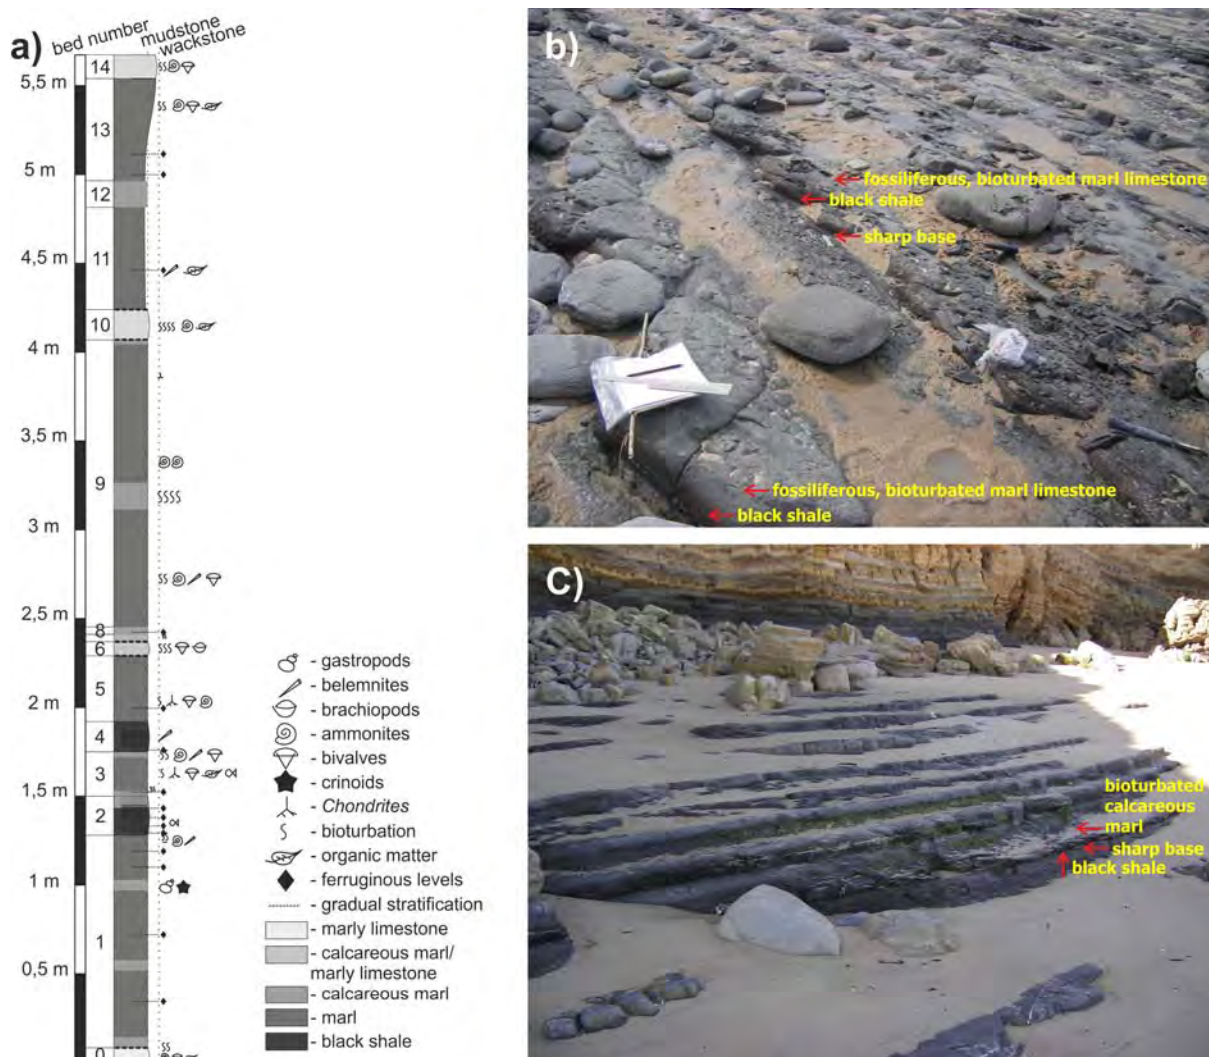 a)
bed number
mudstone
wackstone
14
5,5 m
13
5 m
12
4,5 m
11
10
4 m
3,5 m
9
3 m
2,5 m
8
6
5
2 m
4
3
1,5 m
2
1 m
1
0,5 m
0
- gastropods
- belemnites
- brachiopods
- ammonites
- bivalves
- crinoids
- Chondrites
- bioturbation
- organic matter
- ferruginous levels
- gradual stratification
- marly limestone
- calcareous marl/
marly limestone
- calcareous marl
- marl
- black shale
b)
fossiliferous, bioturbated marl limestone
black shale
sharp base
fossiliferous, bioturbated marl limestone
black shale
C)
bioturbated
calcareous
marl
sharp base
black shale